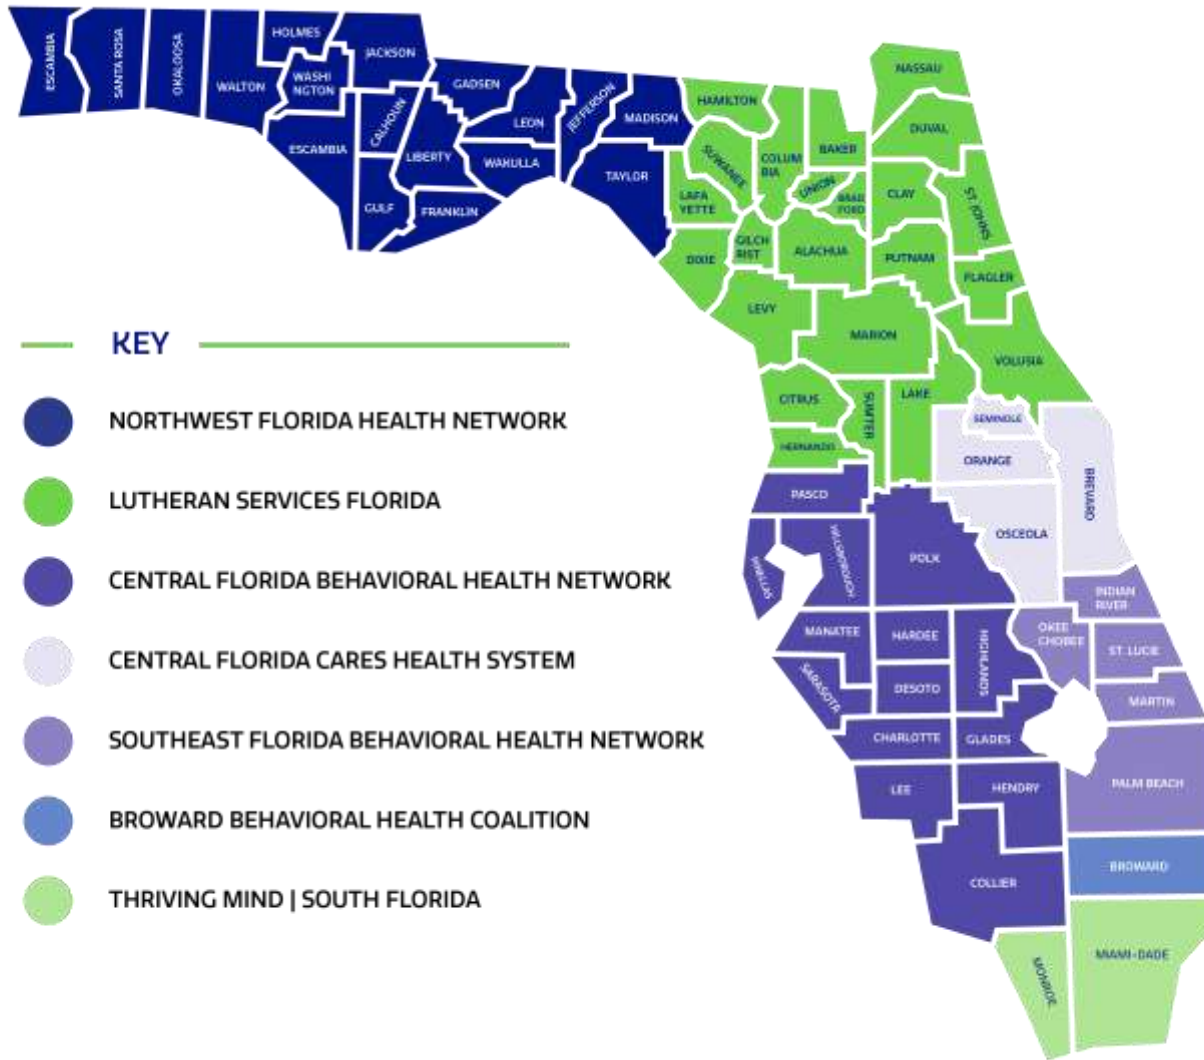 ESCAMBIA
SANTA ROSA
OKALOOSA
WALTON
HOLMES
WASHI
NGTON
JACKSON
ESCAMBIA
CALHOUN
GULF
LIBERTY
FRANKLIN
GADSEN
LEON
WAKULLA
JEFFERSON
MADISON
TAYLOR
HAMILTON
SUWANEE
LAFA
YETTE
DIXIE
COLUM
BIA
GILCH
RIST
BAKER
UNION
BRAD
FORD
ALACHUA
LEVY
NASSAU
DUVAL
CLAY
ST. JOHNS
PUTNAM
FLAGLER
MARION
VOLUSIA
CITRUS
SUMTER
LAKE
HERNANDO
SEMINOLE
ORANGE
BREVARD
OSCEOLA
PASCO
PINELLAS
HILLSBOROUGH
POLK
INDIAN
RIVER
MANATEE
HARDEE
HIGHLANDS
OKEE
CHOBEE
ST. LUCIE
SARASOTA
DESOTO
MARTIN
CHARLOTTE
GLADES
LEE
HENDRY
PALM BEACH
COLLIER
BROWARD
MONROE
MIAMI-DADE
KEY
NORTHWEST FLORIDA HEALTH NETWORK
LUTHERAN SERVICES FLORIDA
CENTRAL FLORIDA BEHAVIORAL HEALTH NETWORK
CENTRAL FLORIDA CARES HEALTH SYSTEM
SOUTHEAST FLORIDA BEHAVIORAL HEALTH NETWORK
BROWARD BEHAVIORAL HEALTH COALITION
THRIVING MIND | SOUTH FLORIDA